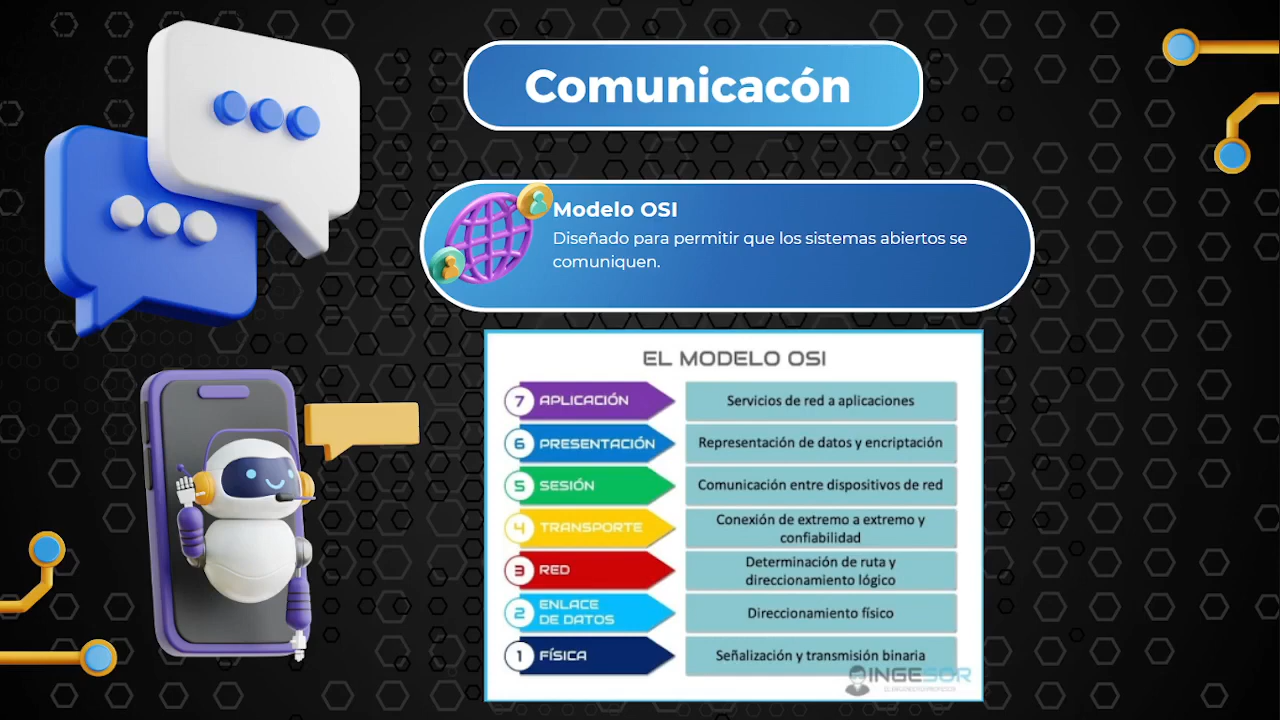 Comunicacón
Modelo OSI
Diseñado para permitir que los sistemas abiertos se
comuniquen.
EL MODELO OSI
7 APLICACIÓN
Servicios de red a aplicaciones
6 PRESENTACIÓN
Representación de datos y encriptación
5 SESIÓN
Comunicación entre dispositivos de red
4 TRANSPORTE
Conexión de extremo a extremo y
confiabilidad
3 RED
Determinación de ruta y
direccionamiento lógico
2 ENLACE
DE DATOS
Direccionamiento físico
1 FÍSICA
Señalización y transmisión binaria
INGESOR